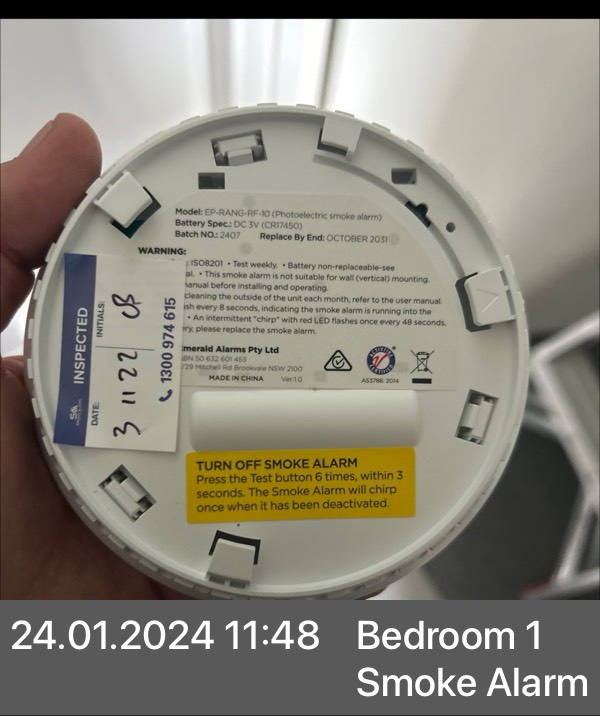 Model: EP-RANG-RF-10 (Photoelectric smoke alarm)
Battery Spec.: DC 3V (CR17450)
Batch NO.: 2407 Replace By End: OCTOBER 2031
WARNING:
ISO8201 • Test weekly. • Battery non-replaceable-see
al. • This smoke alarm is not suitable for wall (vertical) mounting.
anual before installing and operating.
cleaning the outside of the unit each month, refer to the user manual.
sh every 8 seconds, indicating the smoke alarm is running into the
• An intermittent "chirp" with red LED flashes once every 48 seconds,
ry, please replace the smoke alarm.
merald Alarms Pty Ltd
BN 50 632 601 453
/29 Mitchell Rd Brookvale NSW 2100
MADE IN CHINA Ver:1.0
AS3786: 2014
INSPECTED
DATE: INITIALS:
3 11 22 CB
1300 974 615
TURN OFF SMOKE ALARM
Press the Test button 6 times, within 3
seconds. The Smoke Alarm will chirp
once when it has been deactivated.
24.01.2024 11:48 Bedroom 1
Smoke Alarm